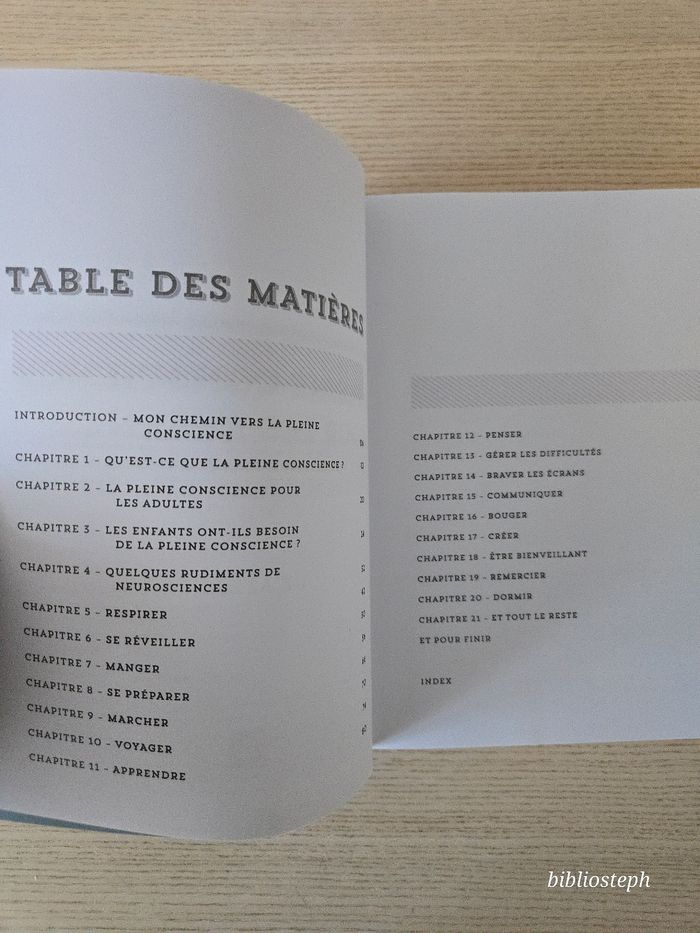 TABLE DES MATIÈRES
INTRODUCTION – MON CHEMIN VERS LA PLEINE
CONSCIENCE
CHAPITRE 1 – QU'EST-CE QUE LA PLEINE CONSCIENCE ?
CHAPITRE 2 – LA PLEINE CONSCIENCE POUR
LES ADULTES
CHAPITRE 3 – LES ENFANTS ONT-ILS BESOIN
DE LA PLEINE CONSCIENCE ?
CHAPITRE 4 – QUELQUES RUDIMENTS DE
NEUROSCIENCES
CHAPITRE 5 – RESPIRER
CHAPITRE 6 – SE RÉVEILLER
CHAPITRE 7 – MANGER
CHAPITRE 8 – SE PRÉPARER
CHAPITRE 9 – MARCHER
CHAPITRE 10 – VOYAGER
CHAPITRE 11 – APPRENDRE
CHAPITRE 12 – PENSER
CHAPITRE 13 – GÉRER LES DIFFICULTÉS
CHAPITRE 14 – BRAVER LES ÉCRANS
CHAPITRE 15 – COMMUNIQUER
CHAPITRE 16 – BOUGER
CHAPITRE 17 – CRÉER
CHAPITRE 18 – ÊTRE BIENVEILLANT
CHAPITRE 19 – REMERCIER
CHAPITRE 20 – DORMIR
CHAPITRE 21 – ET TOUT LE RESTE
ET POUR FINIR
INDEX
bibliosteph